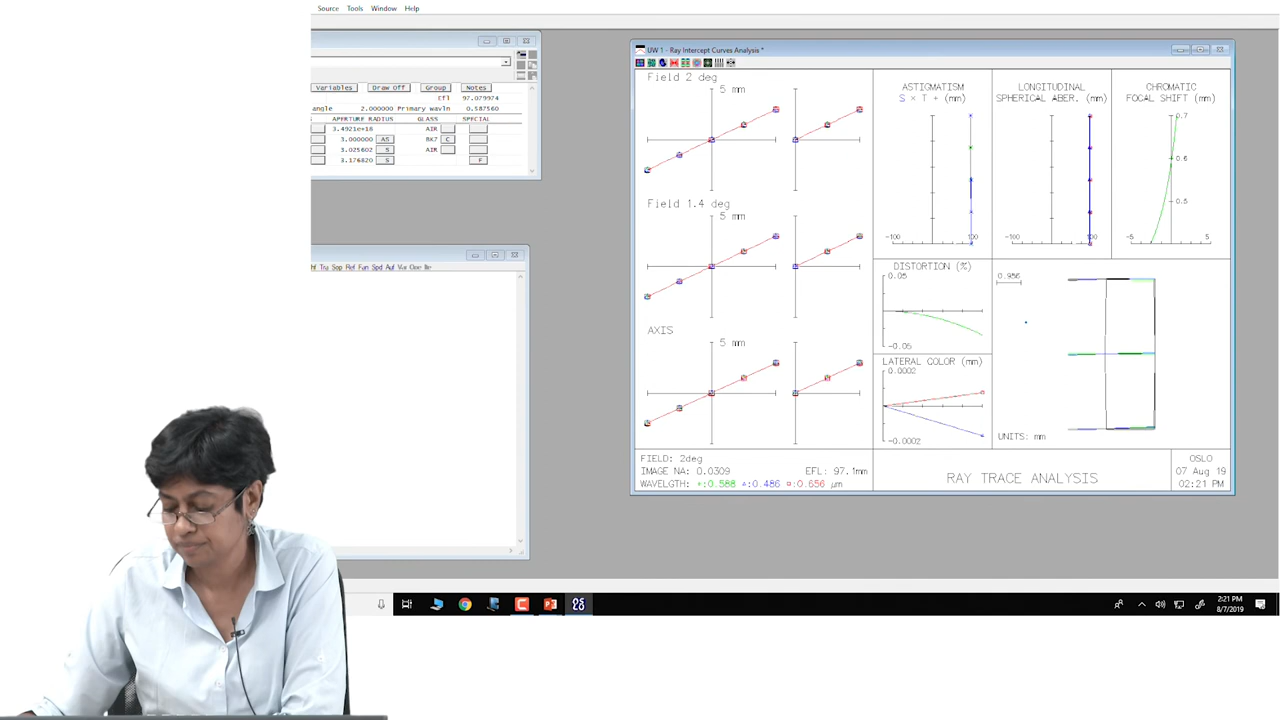 Source Tools Window Help
Variables Draw Off Group Notes
Efl 97.079974
angle 2.000000 Primary wavln 0.587560
APERTURE RADIUS GLASS SPECIAL
3.4921e+18 AIR
3.000000 AS BK7 C
3.025602 S AIR
3.176820 S F
UW 1 - Ray Intercept Curves Analysis *
Field 2 deg
5 mm
Field 1.4 deg
5 mm
AXIS
5 mm
ASTIGMATISM
S × T + (mm)
-100 100
LONGITUDINAL
SPHERICAL ABER. (mm)
-100 100
CHROMATIC
FOCAL SHIFT (mm)
0.7
0.6
0.5
-5 5
DISTORTION (%)
0.05
-0.05
LATERAL COLOR (mm)
0.0002
-0.0002
0.986
UNITS: mm
FIELD: 2deg
IMAGE NA: 0.0309 EFL: 97.1mm
WAVELGTH: +:0.588 △:0.486 □:0.656 µm
RAY TRACE ANALYSIS
OSLO
07 Aug 19
02:21 PM
2:21 PM
8/7/2019